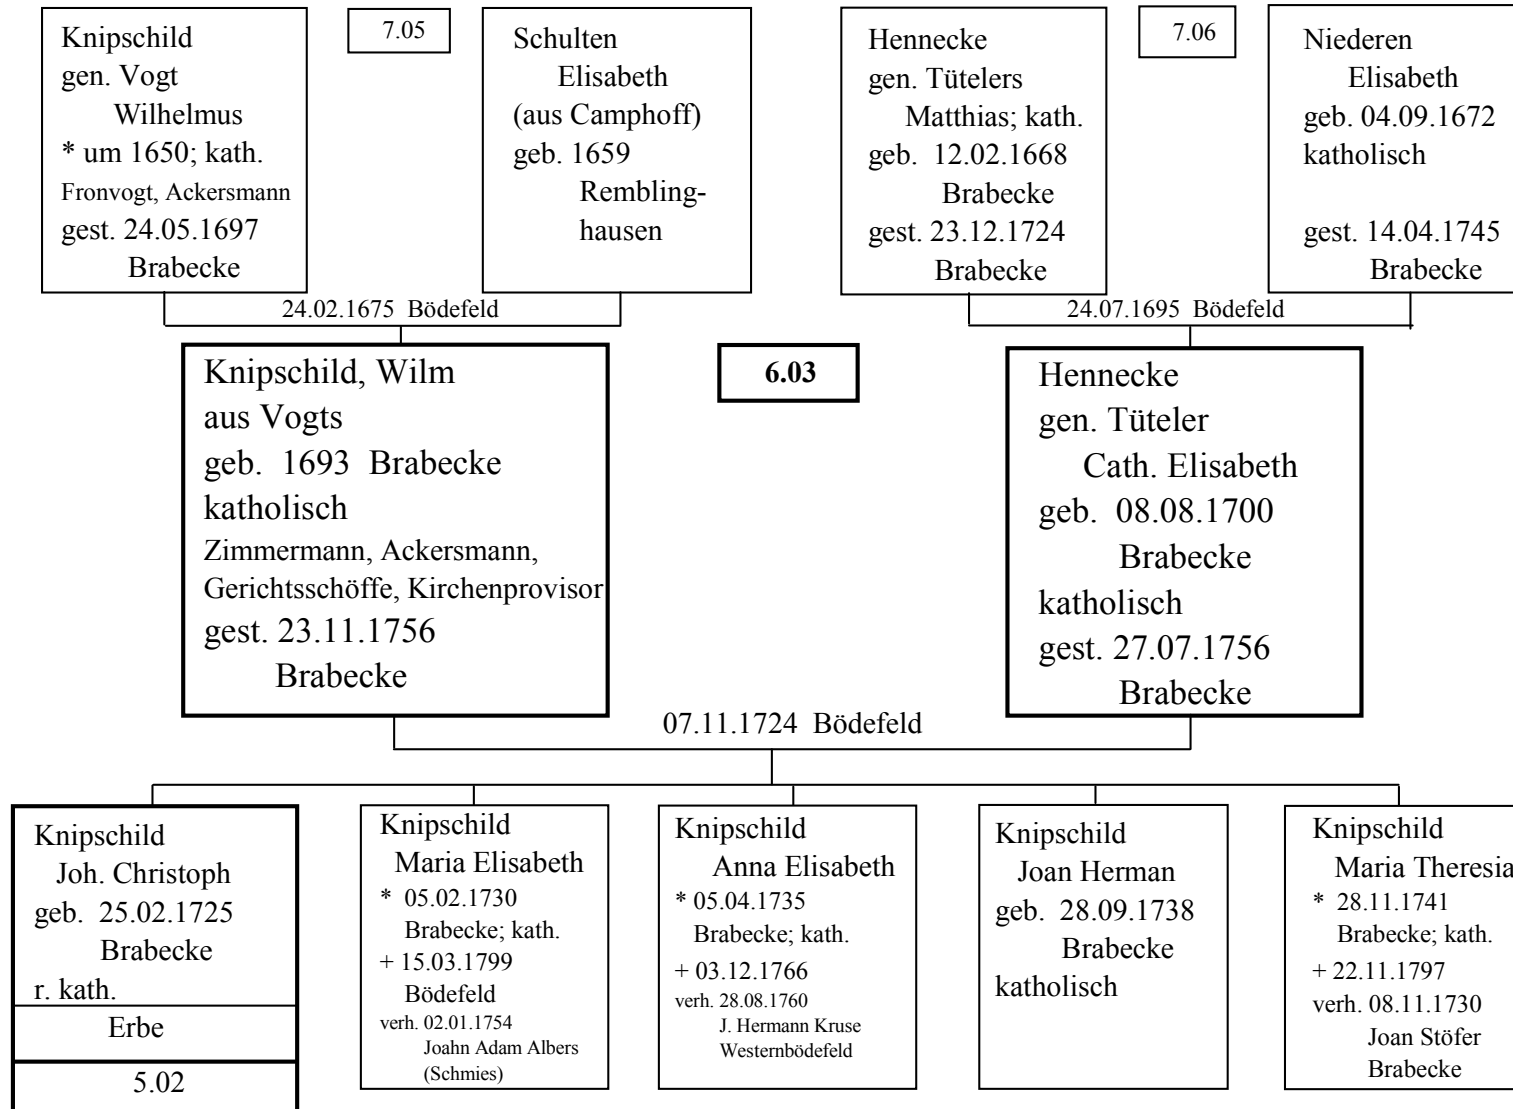 Knipschild
gen. Vogt
Wilhelmus
* um 1650; kath.
Fronvogt, Ackersmann
gest. 24.05.1697
Brabecke
7.05
Schulten
Elisabeth
(aus Camphoff)
geb. 1659
Rembling-
hausen
Hennecke
gen. Tütelers
Matthias; kath.
geb. 12.02.1668
Brabecke
gest. 23.12.1724
Brabecke
7.06
Niederen
Elisabeth
geb. 04.09.1672
katholisch
gest. 14.04.1745
Brabecke
24.02.1675 Bödefeld
24.07.1695 Bödefeld
Knipschild, Wilm
aus Vogts
geb. 1693 Brabecke
katholisch
Zimmermann, Ackersmann,
Gerichtsschöffe, Kirchenprovisor
gest. 23.11.1756
Brabecke
6.03
Hennecke
gen. Tüteler
Cath. Elisabeth
geb. 08.08.1700
Brabecke
katholisch
gest. 27.07.1756
Brabecke
07.11.1724 Bödefeld
Knipschild
Joh. Christoph
geb. 25.02.1725
Brabecke
r. kath.
Erbe
5.02
Knipschild
Maria Elisabeth
* 05.02.1730
Brabecke; kath.
+ 15.03.1799
Bödefeld
verh. 02.01.1754
Joahn Adam Albers
(Schmies)
Knipschild
Anna Elisabeth
* 05.04.1735
Brabecke; kath.
+ 03.12.1766
verh. 28.08.1760
J. Hermann Kruse
Westernbödefeld
Knipschild
Joan Herman
geb. 28.09.1738
Brabecke
katholisch
Knipschild
Maria Theresia
* 28.11.1741
Brabecke; kath.
+ 22.11.1797
verh. 08.11.1730
Joan Stöfer
Brabecke